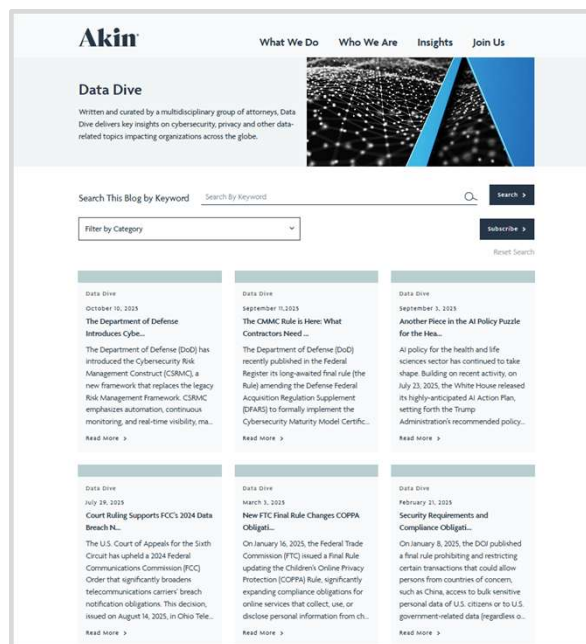 Akin
What We Do Who We Are Insights Join Us
Data Dive
Written and curated by a multidisciplinary group of attorneys, Data
Dive delivers key insights on cybersecurity, privacy and other data-
related topics impacting organizations across the globe.
Search This Blog by Keyword Search By Keyword Search >
Filter by Category Subscribe >
Reset Search
Data Dive
October 10, 2025
The Department of Defense
Introduces Cybe...
The Department of Defense (DoD) has
introduced the Cybersecurity Risk
Management Construct (CSRMC), a
new framework that replaces the legacy
Risk Management Framework. CSRMC
emphasizes automation, continuous
monitoring, and real-time visibility, ma...
Read More >
Data Dive
September 11,2025
The CMMC Rule is Here: What
Contractors Need ...
The Department of Defense (DoD)
recently published in the Federal
Register its long-awaited final rule (the
Rule) amending the Defense Federal
Acquisition Regulation Supplement
(DFARS) to formally implement the
Cybersecurity Maturity Model Certific...
Read More >
Data Dive
September 3, 2025
Another Piece in the AI Policy Puzzle
for the Hea...
AI policy for the health and life
sciences sector has continued to take
shape. Building on recent activity, on
July 23, 2025, the White House released
its highly-anticipated AI Action Plan,
setting forth the Trump
Administration's recommended policy...
Read More >
Data Dive
July 29, 2025
Court Ruling Supports FCC's 2024 Data
Breach N...
The U.S. Court of Appeals for the Sixth
Circuit has upheld a 2024 Federal
Communications Commission (FCC)
Order that significantly broadens
telecommunications carriers' breach
notification obligations. This decision,
issued on August 14, 2025, in Ohio Tele...
Read More >
Data Dive
March 3, 2025
New FTC Final Rule Changes COPPA
Obligati...
On January 16, 2025, the Federal Trade
Commission (FTC) issued a Final Rule
updating the Children's Online Privacy
Protection (COPPA) Rule, significantly
expanding compliance obligations for
online services that collect, use, or
disclose personal information from ch...
Read More >
Data Dive
February 21, 2025
Security Requirements and
Compliance Obligati...
On January 8, 2025, the DOJ published
a final rule prohibiting and restricting
certain transactions that could allow
persons from countries of concern,
such as China, access to bulk sensitive
personal data of U.S. citizens or to U.S.
government-related data (regardless o...
Read More >